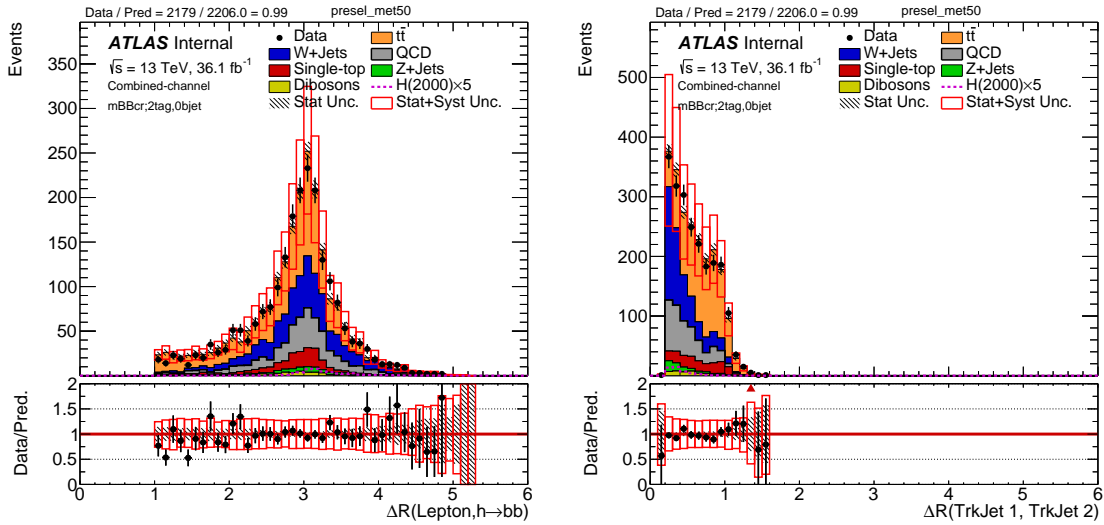 Data / Pred = 2179 / 2206.0 = 0.99 presel_met50
Events
ATLAS Internal
√s = 13 TeV, 36.1 fb⁻¹
Combined-channel
mBBcr;2tag,0bjet
Data
tt̄
W+Jets
QCD
Single-top
Z+Jets
Dibosons
H(2000)×5
Stat Unc.
Stat+Syst Unc.
350
300
250
200
150
100
50
Data/Pred.
2
1.5
1
0.5
0
0 1 2 3 4 5 6
ΔR(Lepton,h→bb)
Data / Pred = 2179 / 2206.0 = 0.99 presel_met50
Events
ATLAS Internal
√s = 13 TeV, 36.1 fb⁻¹
Combined-channel
mBBcr;2tag,0bjet
Data
tt̄
W+Jets
QCD
Single-top
Z+Jets
Dibosons
H(2000)×5
Stat Unc.
Stat+Syst Unc.
500
400
300
200
100
Data/Pred.
2
1.5
1
0.5
0
0 1 2 3 4 5 6
ΔR(TrkJet 1, TrkJet 2)